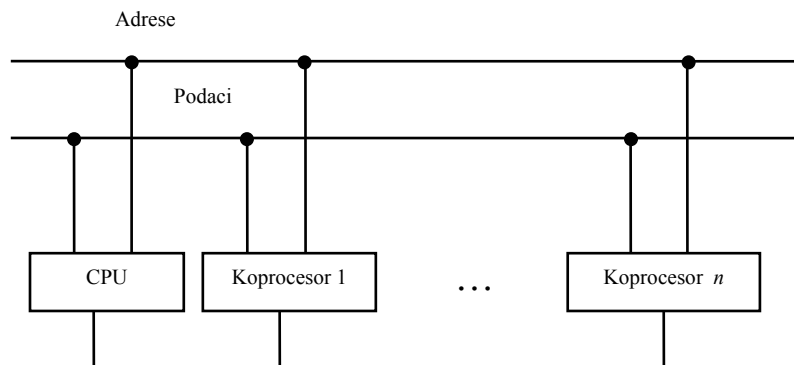 Adrese
Podaci
CPU
Koprocesor 1
...
Koprocesor n